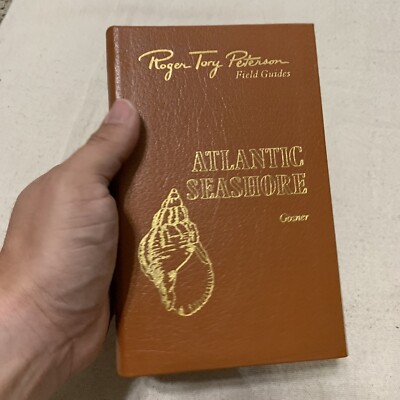 Roger Tory Peterson
Field Guides
ATLANTIC
SEASHORE
Gosner